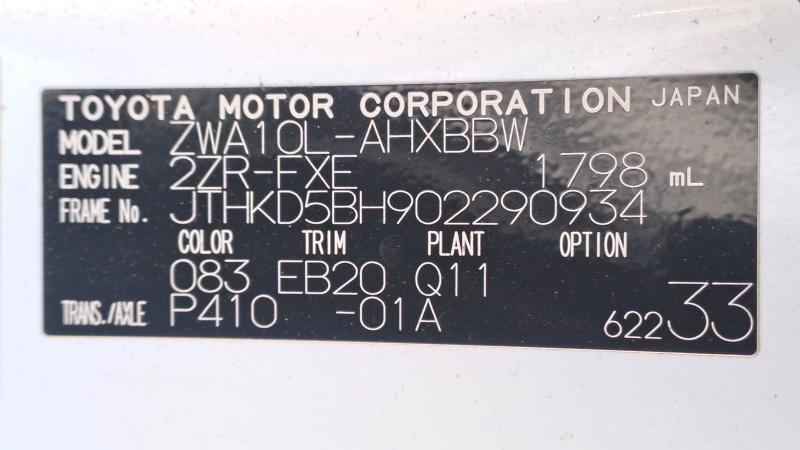 TOYOTA MOTOR CORPORATION JAPAN
MODEL ZWA10L-AHXBBW
ENGINE 2ZR-FXE 1798 mL
FRAME No. JTHKD5BH902290934
COLOR TRIM PLANT OPTION
083 EB20 Q11
TRANS./AXLE P410 -01A 62233